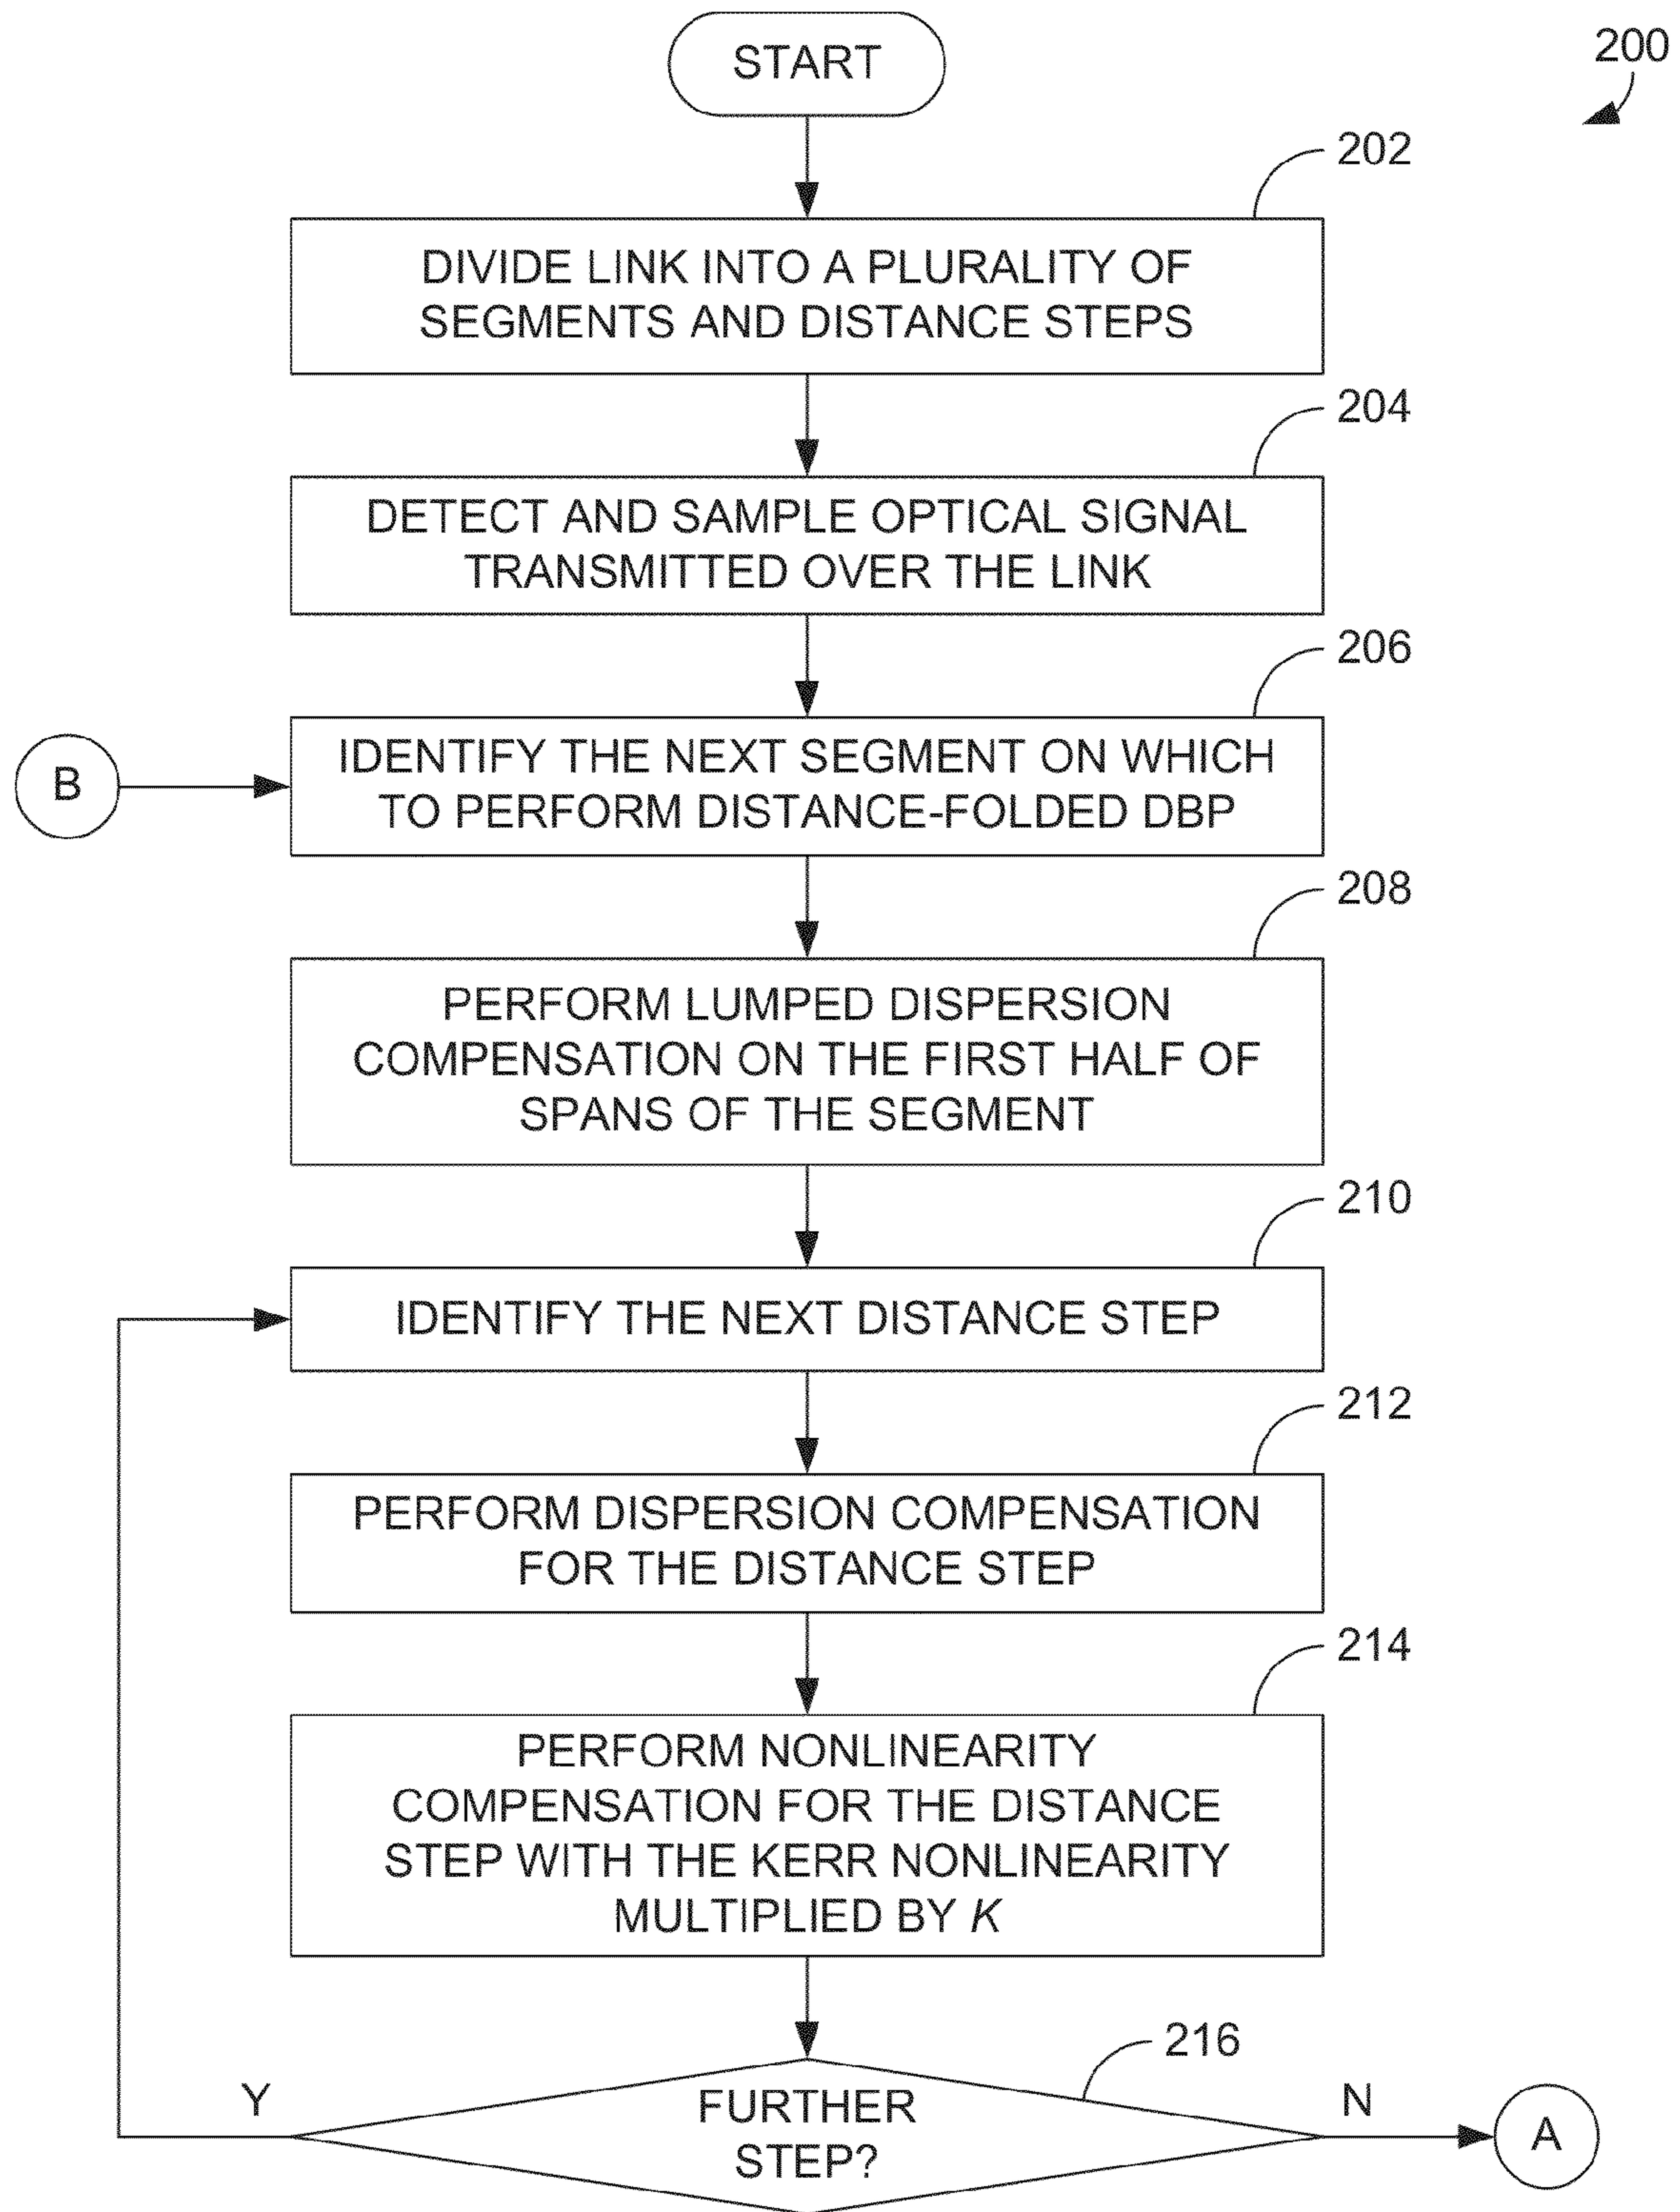 START
200
202
DIVIDE LINK INTO A PLURALITY OF
SEGMENTS AND DISTANCE STEPS
204
DETECT AND SAMPLE OPTICAL SIGNAL
TRANSMITTED OVER THE LINK
206
B
IDENTIFY THE NEXT SEGMENT ON WHICH
TO PERFORM DISTANCE-FOLDED DBP
208
PERFORM LUMPED DISPERSION
COMPENSATION ON THE FIRST HALF OF
SPANS OF THE SEGMENT
210
IDENTIFY THE NEXT DISTANCE STEP
212
PERFORM DISPERSION COMPENSATION
FOR THE DISTANCE STEP
214
PERFORM NONLINEARITY
COMPENSATION FOR THE DISTANCE
STEP WITH THE KERR NONLINEARITY
MULTIPLIED BY K
216
Y
FURTHER
STEP?
N
A